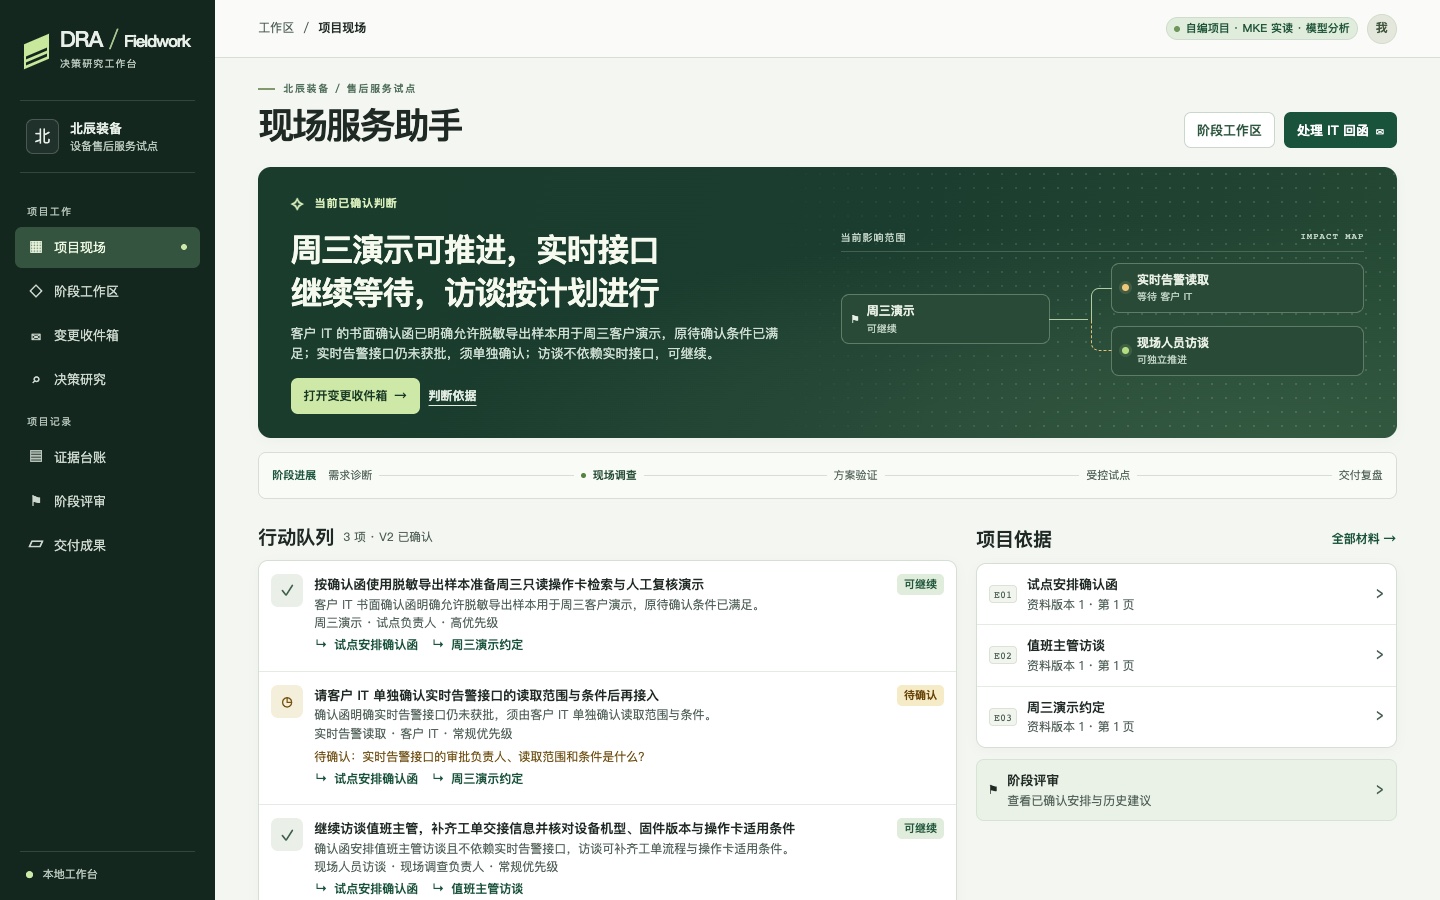 DRA / Fieldwork
决策研究工作台
北
北辰装备
设备售后服务试点
项目工作
项目现场
阶段工作区
变更收件箱
决策研究
项目记录
证据台账
阶段评审
交付成果
本地工作台
工作区 / 项目现场
自编项目 · MKE 实读 · 模型分析
我
北辰装备 / 售后服务试点
现场服务助手
阶段工作区
处理 IT 回函
当前已确认判断
周三演示可推进，实时接口
继续等待，访谈按计划进行
客户 IT 的书面确认函已明确允许脱敏导出样本用于周三客户演示，原待确认条件已满
足；实时告警接口仍未获批，须单独确认；访谈不依赖实时接口，可继续。
打开变更收件箱 →
判断依据
当前影响范围
IMPACT MAP
周三演示
可继续
实时告警读取
等待 客户 IT
现场人员访谈
可独立推进
阶段进展
需求诊断
现场调查
方案验证
受控试点
交付复盘
行动队列
3 项 · V2 已确认
按确认函使用脱敏导出样本准备周三只读操作卡检索与人工复核演示
可继续
客户 IT 书面确认函明确允许脱敏导出样本用于周三客户演示，原待确认条件已满足。
周三演示 · 试点负责人 · 高优先级
↳ 试点安排确认函 ↳ 周三演示约定
请客户 IT 单独确认实时告警接口的读取范围与条件后再接入
待确认
确认函明确实时告警接口仍未获批，须由客户 IT 单独确认读取范围与条件。
实时告警读取 · 客户 IT · 常规优先级
待确认：实时告警接口的审批负责人、读取范围和条件是什么？
↳ 试点安排确认函 ↳ 周三演示约定
继续访谈值班主管，补齐工单交接信息并核对设备机型、固件版本与操作卡适用条件
可继续
确认函安排值班主管访谈且不依赖实时告警接口，访谈可补齐工单流程与操作卡适用条件。
现场人员访谈 · 现场调查负责人 · 常规优先级
↳ 试点安排确认函 ↳ 值班主管访谈
项目依据
全部材料 →
E01
试点安排确认函
资料版本 1 · 第 1 页
E02
值班主管访谈
资料版本 1 · 第 1 页
E03
周三演示约定
资料版本 1 · 第 1 页
阶段评审
查看已确认安排与历史建议